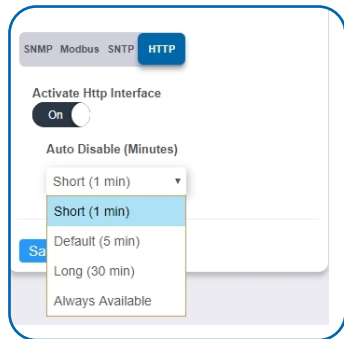 SNMP Modbus SNTP HTTP
Activate Http Interface
On
Auto Disable (Minutes)
Short (1 min)
Short (1 min)
Default (5 min)
Long (30 min)
Always Available